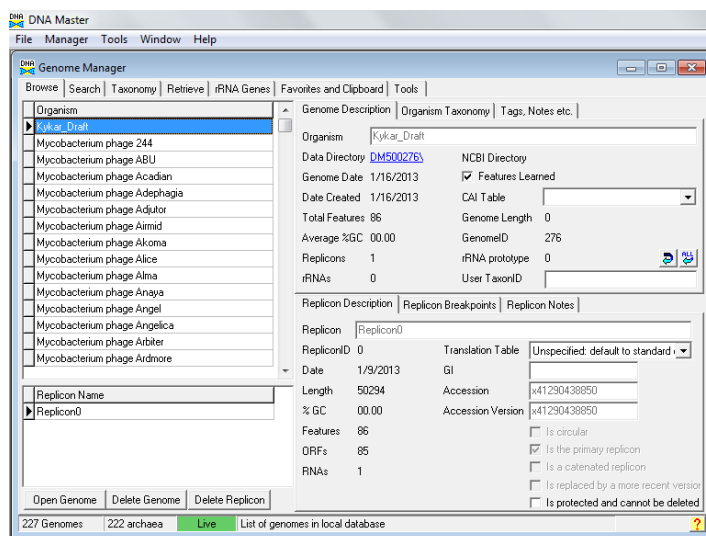 DNA Master
File Manager Tools Window Help
Genome Manager
Browse Search Taxonomy Retrieve rRNA Genes Favorites and Clipboard Tools
Organism
Kykar_Draft
Mycobacterium phage 244
Mycobacterium phage ABU
Mycobacterium phage Acadian
Mycobacterium phage Adephagia
Mycobacterium phage Adjutor
Mycobacterium phage Airmid
Mycobacterium phage Akoma
Mycobacterium phage Alice
Mycobacterium phage Alma
Mycobacterium phage Anaya
Mycobacterium phage Angel
Mycobacterium phage Angelica
Mycobacterium phage Arbiter
Mycobacterium phage Ardmore
Replicon Name
Replicon0
Open Genome Delete Genome Delete Replicon
Genome Description Organism Taxonomy Tags, Notes etc.
Organism Kykar_Draft
Data Directory DM500276\ NCBI Directory
Genome Date 1/16/2013 Features Learned
Date Created 1/16/2013 CAI Table
Total Features 86 Genome Length 0
Average %GC 00.00 GenomeID 276
Replicons 1 rRNA prototype 0 ALL
rRNAs 0 User TaxonID
Replicon Description Replicon Breakpoints Replicon Notes
Replicon Replicon0
RepliconID 0 Translation Table Unspecified: default to standard
Date 1/9/2013 GI
Length 50294 Accession x41290438850
% GC 00.00 Accession Version x41290438850
Features 86 Is circular
ORFs 85 Is the primary replicon
RNAs 1 Is a catenated replicon
Is replaced by a more recent version
Is protected and cannot be deleted
227 Genomes 222 archaea Live List of genomes in local database ?